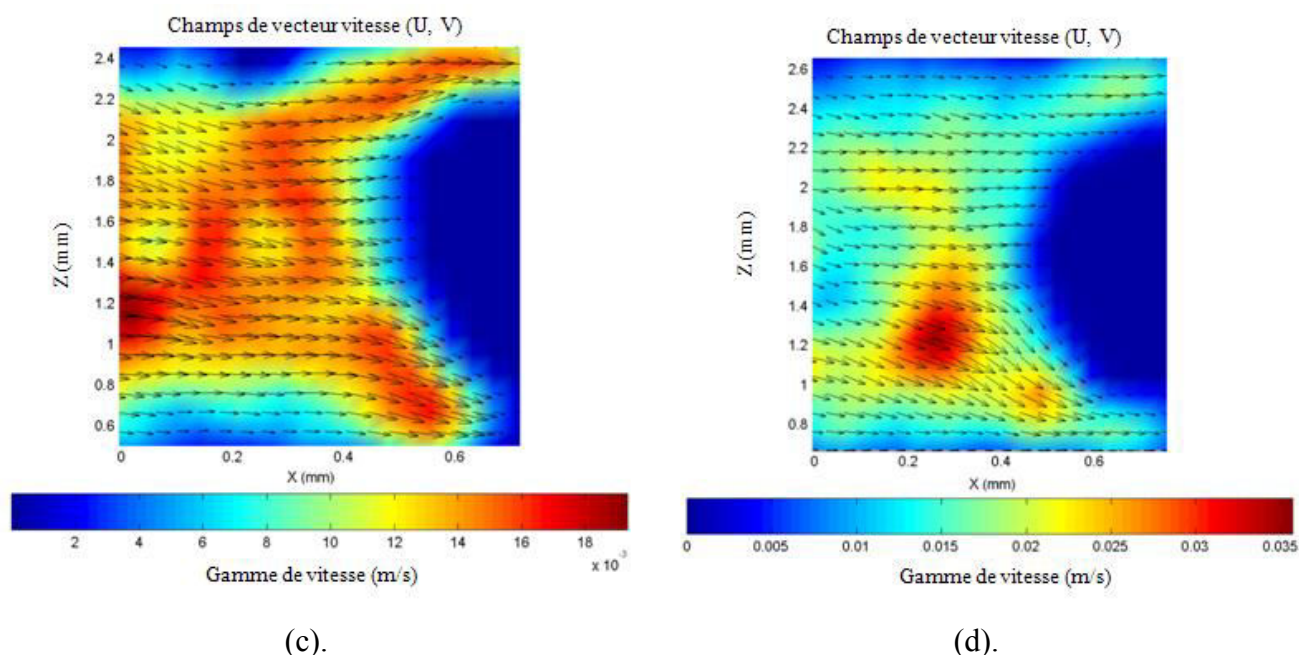 Champs de vecteur vitesse (U, V)
2.4
2.2
2
1.8
1.6
1.4
1.2
1
0.8
0.6
Z (mm)
0 0.2 0.4 0.6
X (mm)
2 4 6 8 10 12 14 16 18
x 10⁻³
Gamme de vitesse (m/s)
(c).
Champs de vecteur vitesse (U, V)
2.6
2.4
2.2
2
1.8
1.6
1.4
1.2
1
0.8
Z (mm)
0 0.2 0.4 0.6
X (mm)
0 0.005 0.01 0.015 0.02 0.025 0.03 0.035
Gamme de vitesse (m/s)
(d).